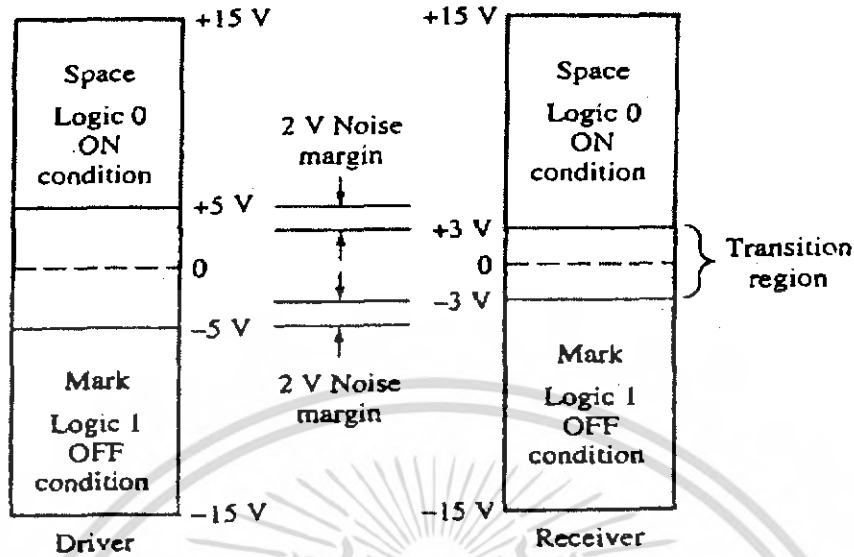 +15 V
Space
Logic 0
ON
condition
+5 V
0
−5 V
Mark
Logic 1
OFF
condition
−15 V
Driver
2 V Noise
margin
2 V Noise
margin
+15 V
Space
Logic 0
ON
condition
+3 V
0
−3 V
Transition
region
Mark
Logic 1
OFF
condition
−15 V
Receiver